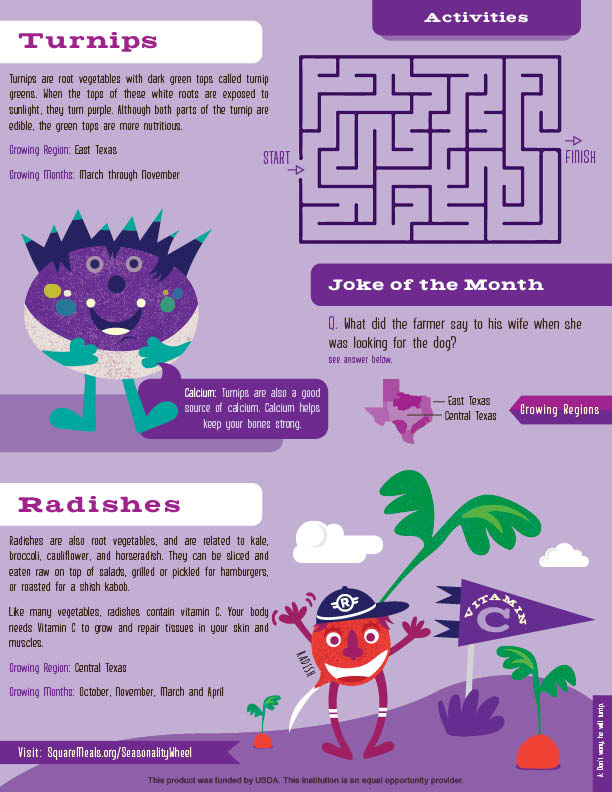 Activities
Turnips
Turnips are root vegetables with dark green tops called turnip
greens. When the tops of these white roots are exposed to
sunlight, they turn purple. Although both parts of the turnip are
edible, the green tops are more nutritious.
Growing Region: East Texas
Growing Months: March through November
START
FINISH
Joke of the Month
Q. What did the farmer say to his wife when she
was looking for the dog?
see answer below.
Calcium: Turnips are also a good
source of calcium. Calcium helps
keep your bones strong.
East Texas
Central Texas
Growing Regions
Radishes
Radishes are also root vegetables, and are related to kale,
broccoli, cauliflower, and horseradish. They can be sliced and
eaten raw on top of salads, grilled or pickled for hamburgers,
or roasted for a shish kabob.
Like many vegetables, radishes contain vitamin C. Your body
needs Vitamin C to grow and repair tissues in your skin and
muscles.
Growing Region: Central Texas
Growing Months: October, November, March and April
R
RADISH
VITAMIN
C
A: Don't worry, he will turnip.
Visit: SquareMeals.org/SeasonalityWheel
This product was funded by USDA. This institution is an equal opportunity provider.